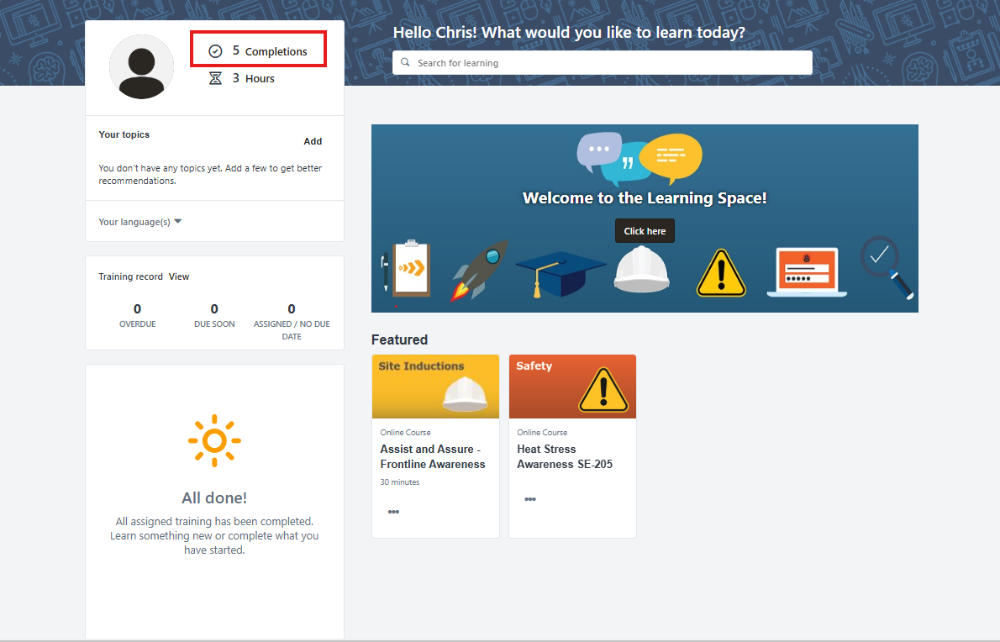 Hello Chris! What would you like to learn today?
Search for learning
5 Completions
3 Hours
Your topics
Add
You don't have any topics yet. Add a few to get better
recommendations.
Your language(s)
Training record View
0
OVERDUE
0
DUE SOON
0
ASSIGNED / NO DUE
DATE
All done!
All assigned training has been completed.
Learn something new or complete what you
have started.
Welcome to the Learning Space!
Click here
Featured
Site Inductions
Online Course
Assist and Assure -
Frontline Awareness
30 minutes
Safety
Online Course
Heat Stress
Awareness SE-205